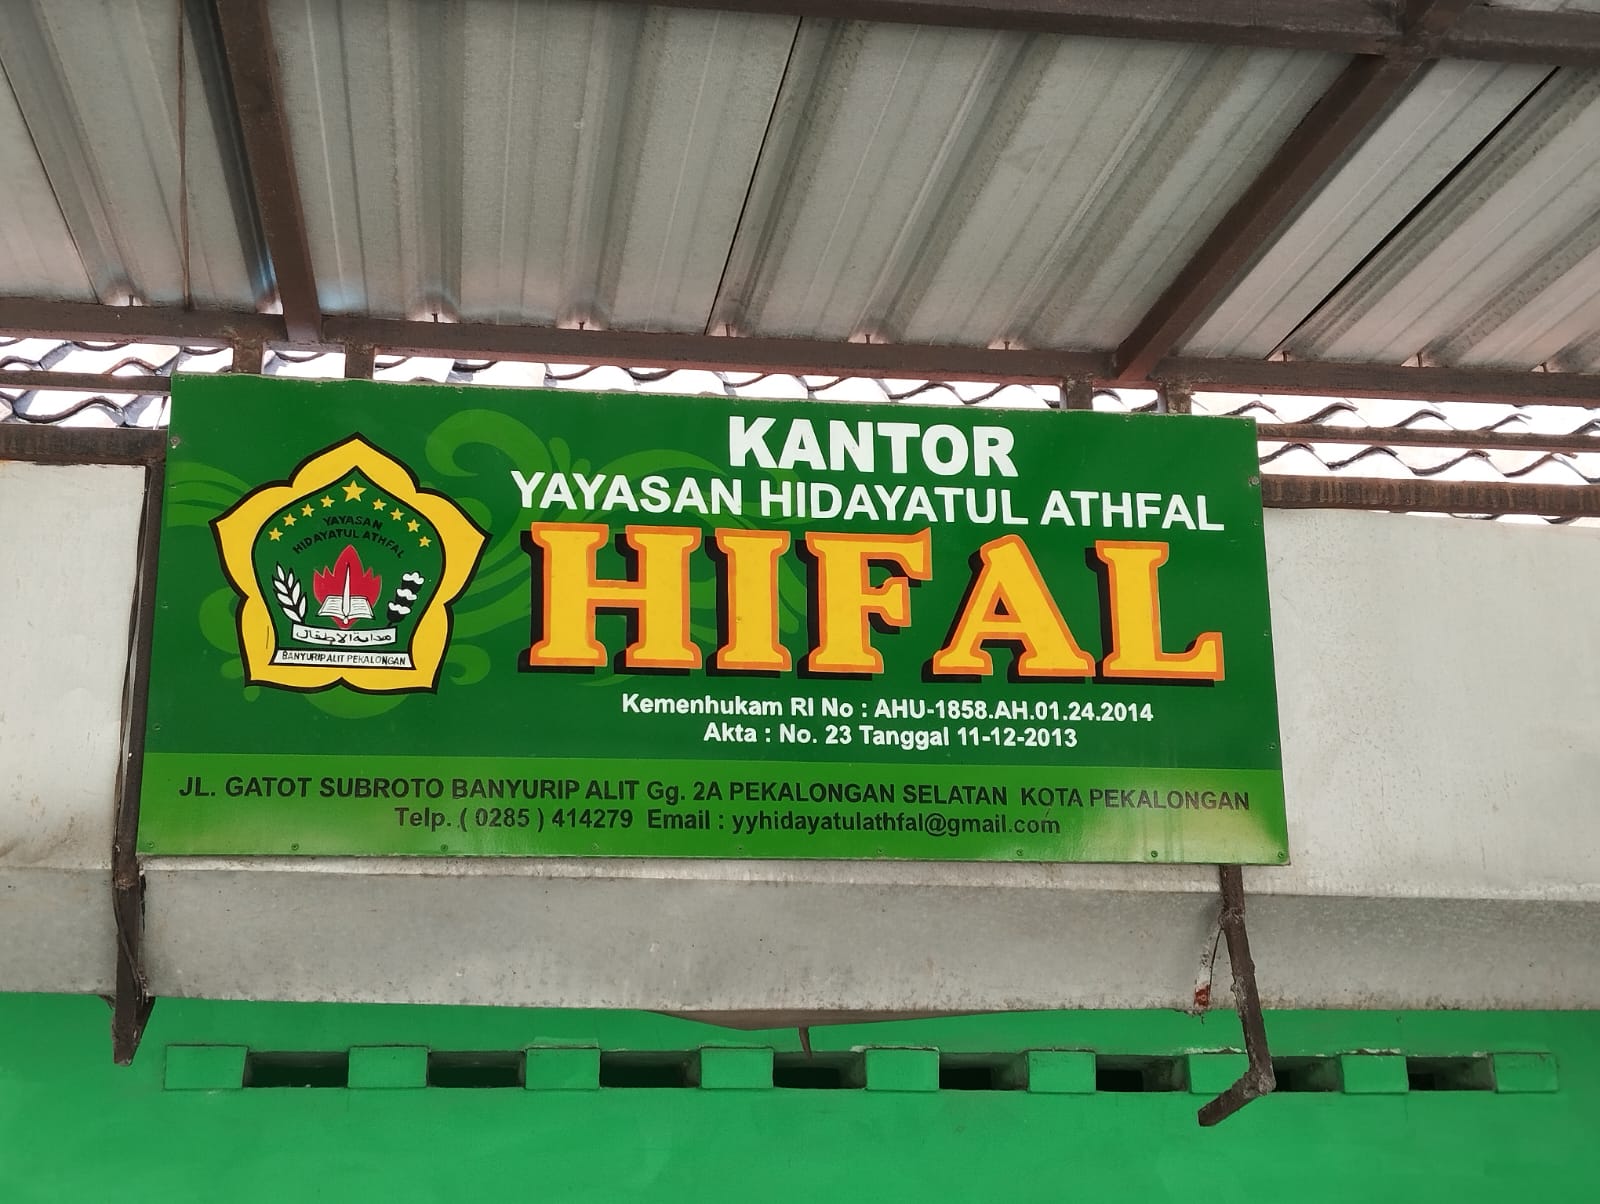 KANTOR
YAYASAN HIDAYATUL ATHFAL
HIFAL
Kemenhukam RI No : AHU-1858.AH.01.24.2014
Akta : No. 23 Tanggal 11-12-2013
YAYASAN
HIDAYATUL ATHFAL
هداية الاطفال
BANYURIP ALIT PEKALONGAN
JL. GATOT SUBROTO BANYURIP ALIT Gg. 2A PEKALONGAN SELATAN KOTA PEKALONGAN
Telp. ( 0285 ) 414279 Email : yyhidayatulathfal@gmail.com